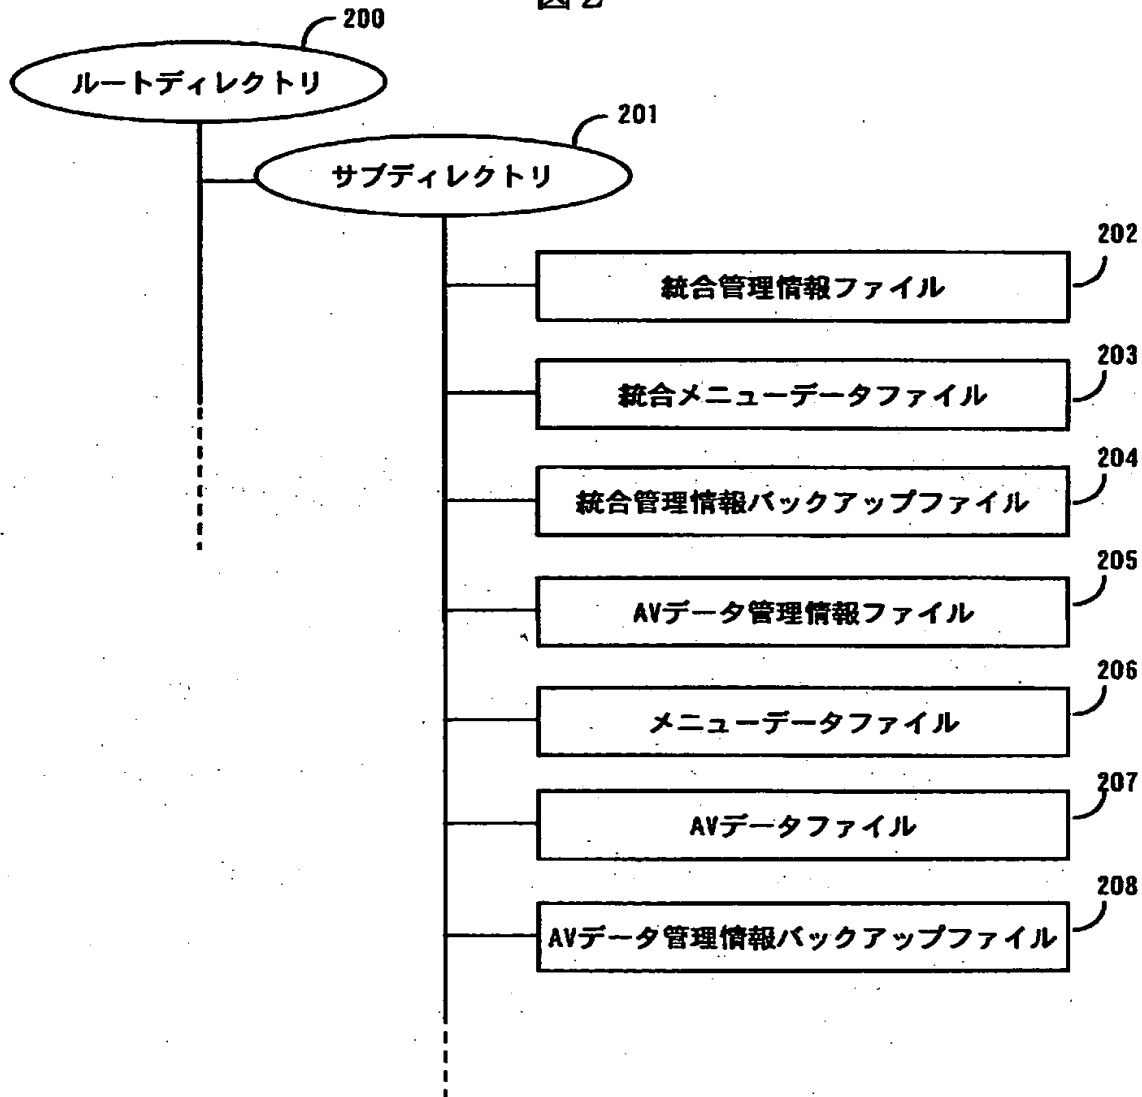 図2
200
ルートディレクトリ
201
サブディレクトリ
202
統合管理情報ファイル
203
統合メニューデータファイル
204
統合管理情報バックアップファイル
205
AVデータ管理情報ファイル
206
メニューデータファイル
207
AVデータファイル
208
AVデータ管理情報バックアップファイル